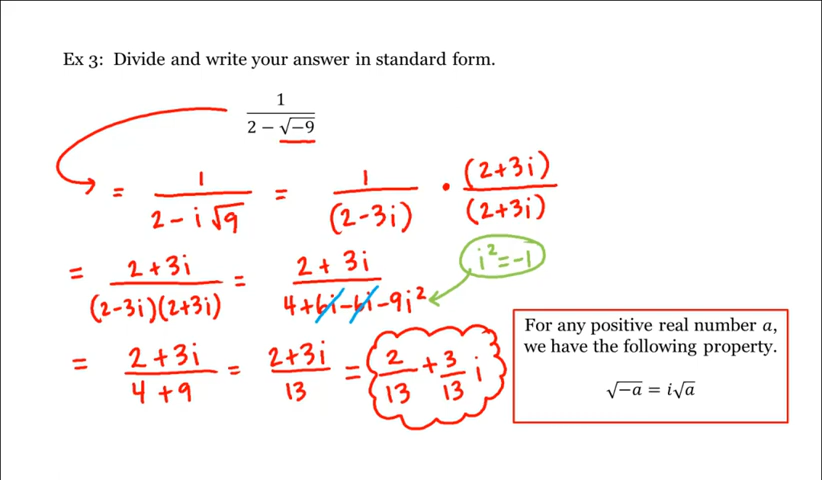 Ex 3: Divide and write your answer in standard form.
1/(2 − √−9)
= 1/(2 − i√9) = 1/(2-3i) · (2+3i)/(2+3i)
= (2+3i)/((2-3i)(2+3i)) = (2+3i)/(4+6i-6i-9i²)
i²=-1
= (2+3i)/(4+9) = (2+3i)/13 = 2/13 + 3/13 i
For any positive real number a,
we have the following property.
√−a = i√a